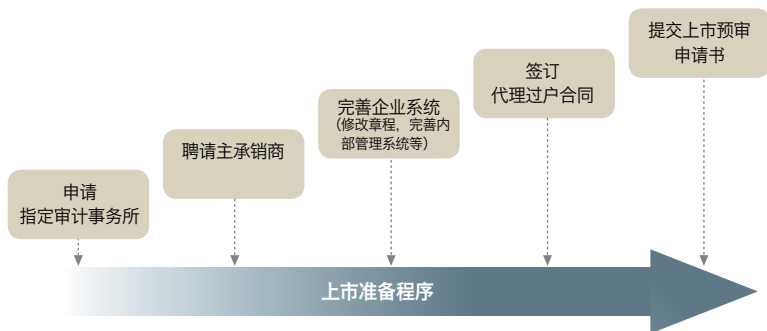 申请
指定审计事务所
聘请主承销商
完善企业系统
（修改章程，完善内
部管理系统等）
签订
代理过户合同
提交上市预审
申请书
上市准备程序